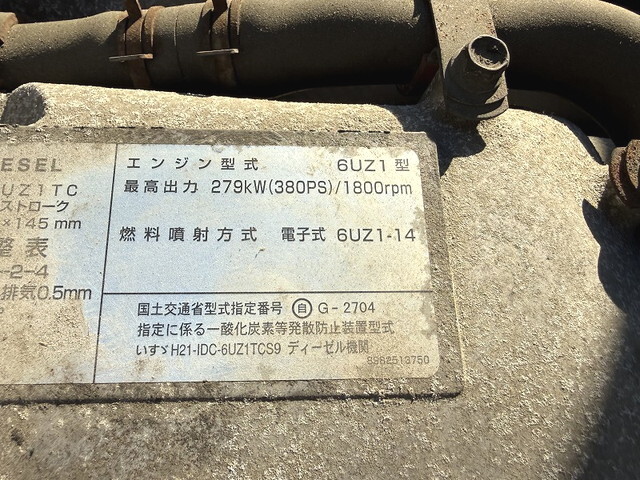 ESEL
UZ1TC
ストローク
×145 mm
整表
-2-4
排気0.5mm
エンジン型式 6UZ1型
最高出力 279kW(380PS)/1800rpm
燃料噴射方式 電子式 6UZ1-14
国土交通省型式指定番号 自 G-2704
指定に係る一酸化炭素等発散防止装置型式
いすゞH21-IDC-6UZ1TCS9 ディーゼル機関
8982513750